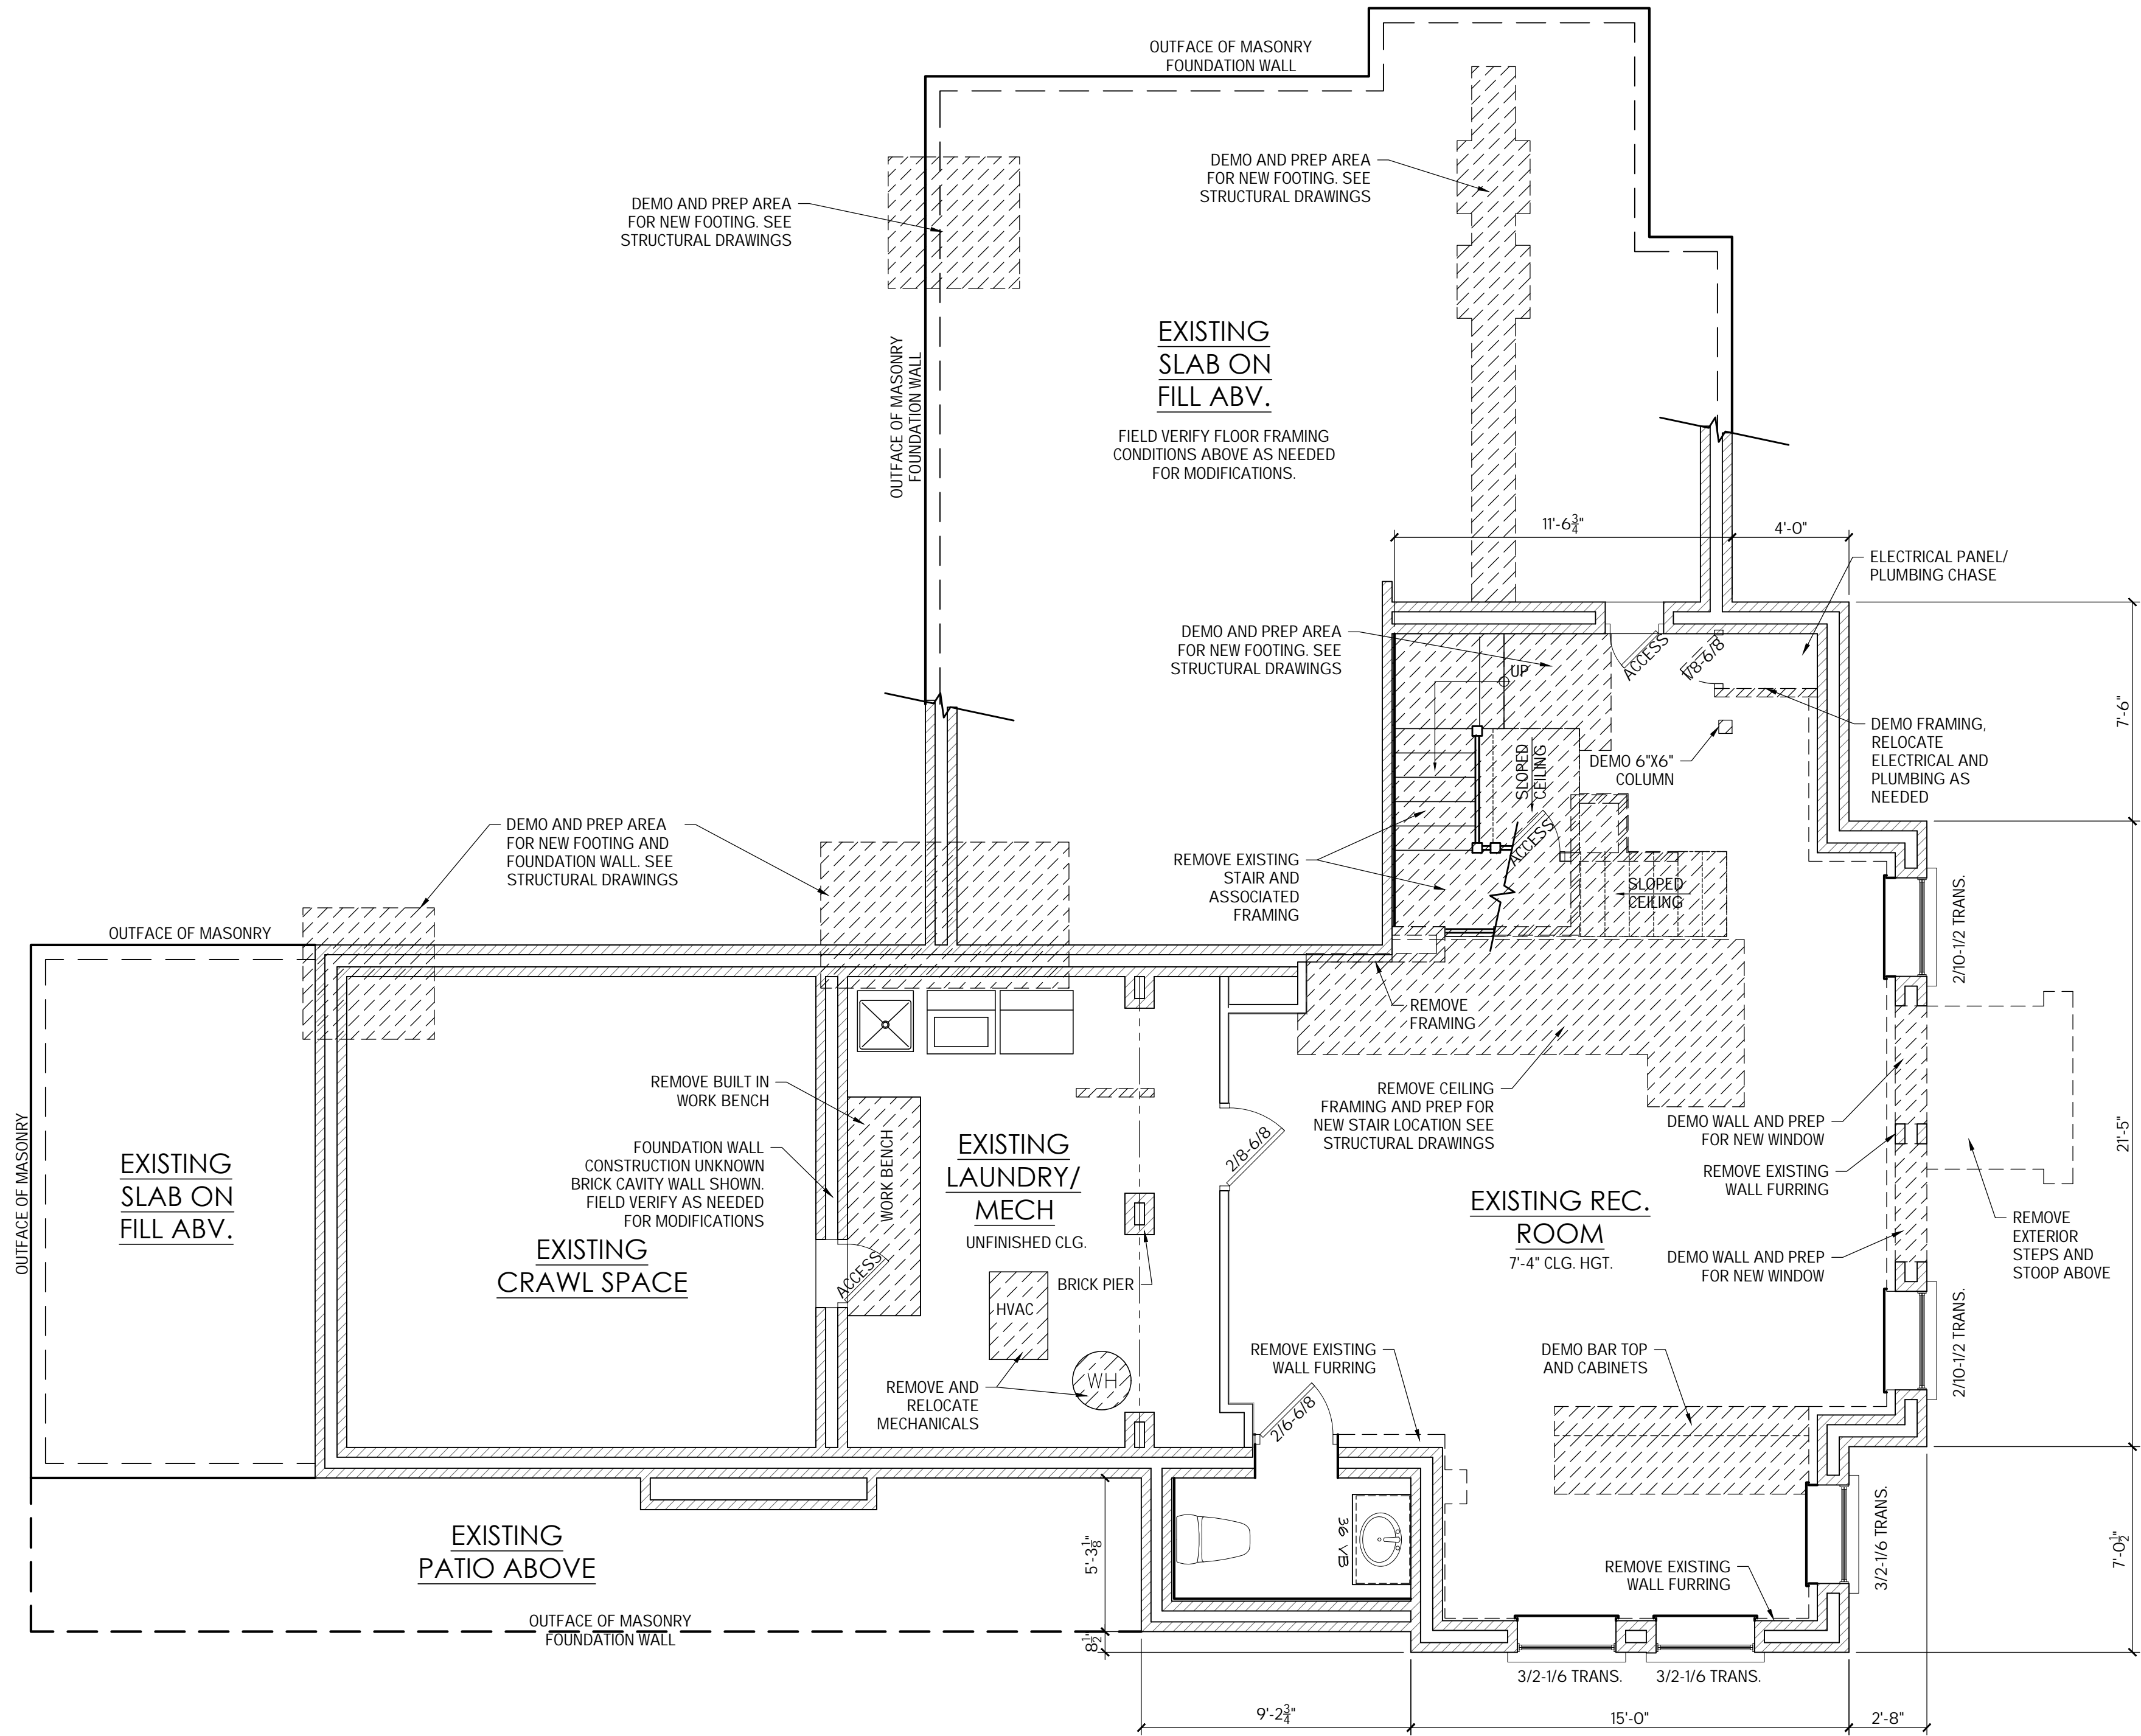 OUTFACE OF MASONRY
FOUNDATION WALL
DEMO AND PREP AREA
FOR NEW FOOTING. SEE
STRUCTURAL DRAWINGS
DEMO AND PREP AREA
FOR NEW FOOTING. SEE
STRUCTURAL DRAWINGS
OUTFACE OF MASONRY
FOUNDATION WALL
EXISTING
SLAB ON
FILL ABV.
FIELD VERIFY FLOOR FRAMING
CONDITIONS ABOVE AS NEEDED
FOR MODIFICATIONS.
11'-6 3/4"
4'-0"
ELECTRICAL PANEL/
PLUMBING CHASE
DEMO AND PREP AREA
FOR NEW FOOTING. SEE
STRUCTURAL DRAWINGS
UP
ACCESS
1/8-6/8
7'-6"
SLOPED
CEILING
DEMO 6"X6"
COLUMN
DEMO FRAMING,
RELOCATE
ELECTRICAL AND
PLUMBING AS
NEEDED
DEMO AND PREP AREA
FOR NEW FOOTING AND
FOUNDATION WALL. SEE
STRUCTURAL DRAWINGS
REMOVE EXISTING
STAIR AND
ASSOCIATED
FRAMING
ACCESS
SLOPED
CEILING
2/10-1/2 TRANS.
OUTFACE OF MASONRY
OUTFACE OF MASONRY
REMOVE
FRAMING
REMOVE BUILT IN
WORK BENCH
REMOVE CEILING
FRAMING AND PREP FOR
NEW STAIR LOCATION SEE
STRUCTURAL DRAWINGS
DEMO WALL AND PREP
FOR NEW WINDOW
21'-5"
EXISTING
SLAB ON
FILL ABV.
FOUNDATION WALL
CONSTRUCTION UNKNOWN
BRICK CAVITY WALL SHOWN.
FIELD VERIFY AS NEEDED
FOR MODIFICATIONS
WORK BENCH
EXISTING
LAUNDRY/
MECH
UNFINISHED CLG.
2/8-6/8
REMOVE EXISTING
WALL FURRING
EXISTING REC.
ROOM
7'-4" CLG. HGT.
REMOVE
EXTERIOR
STEPS AND
STOOP ABOVE
EXISTING
CRAWL SPACE
ACCESS
DEMO WALL AND PREP
FOR NEW WINDOW
BRICK PIER
HVAC
2/10-1/2 TRANS.
REMOVE EXISTING
WALL FURRING
DEMO BAR TOP
AND CABINETS
WH
REMOVE AND
RELOCATE
MECHANICALS
2/6-6/8
EXISTING
PATIO ABOVE
5'-3 1/8"
36 VB
3/2-1/6 TRANS.
7'-0 1/2"
REMOVE EXISTING
WALL FURRING
OUTFACE OF MASONRY
FOUNDATION WALL
8 1/2"
3/2-1/6 TRANS.
3/2-1/6 TRANS.
9'-2 3/4"
15'-0"
2'-8"